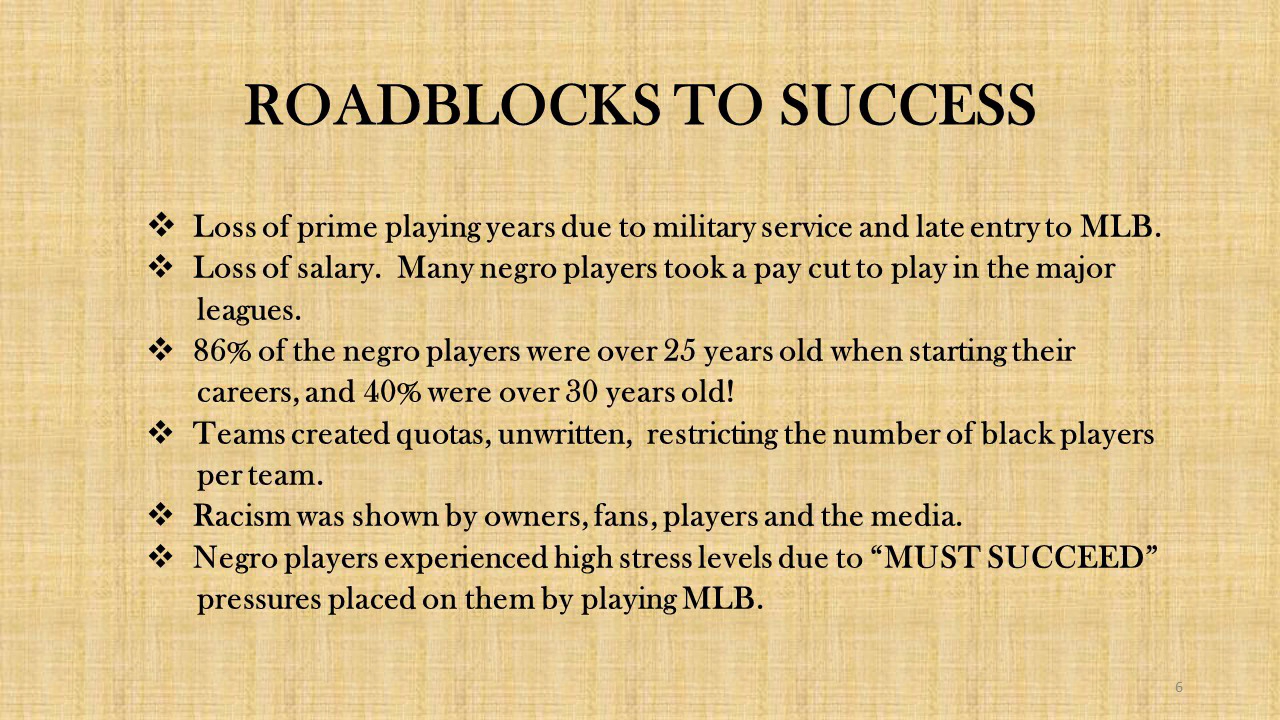 ROADBLOCKS TO SUCCESS
❖ Loss of prime playing years due to military service and late entry to MLB.
❖ Loss of salary. Many negro players took a pay cut to play in the major
leagues.
❖ 86% of the negro players were over 25 years old when starting their
careers, and 40% were over 30 years old!
❖ Teams created quotas, unwritten, restricting the number of black players
per team.
❖ Racism was shown by owners, fans, players and the media.
❖ Negro players experienced high stress levels due to “MUST SUCCEED”
pressures placed on them by playing MLB.
6